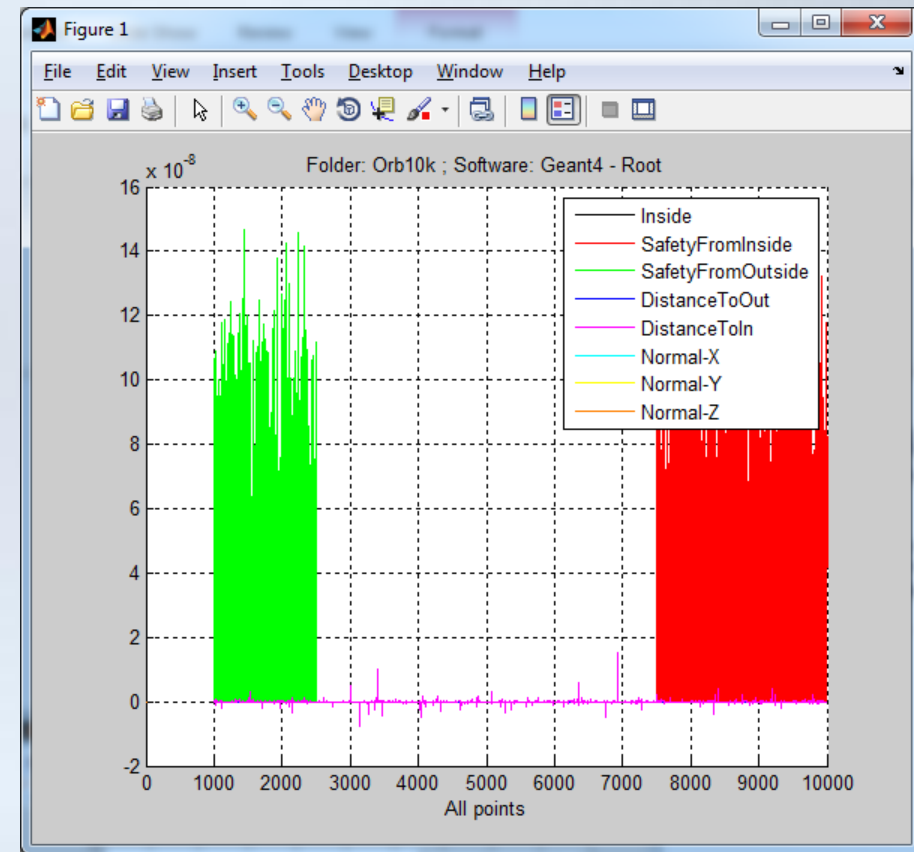 Figure 1
File Edit View Insert Tools Desktop Window Help
Folder: Orb10k ; Software: Geant4 - Root
x 10^-8
16
14
12
10
8
6
4
2
0
-2
Inside
SafetyFromInside
SafetyFromOutside
DistanceToOut
DistanceToIn
Normal-X
Normal-Y
Normal-Z
0 1000 2000 3000 4000 5000 6000 7000 8000 9000 10000
All points